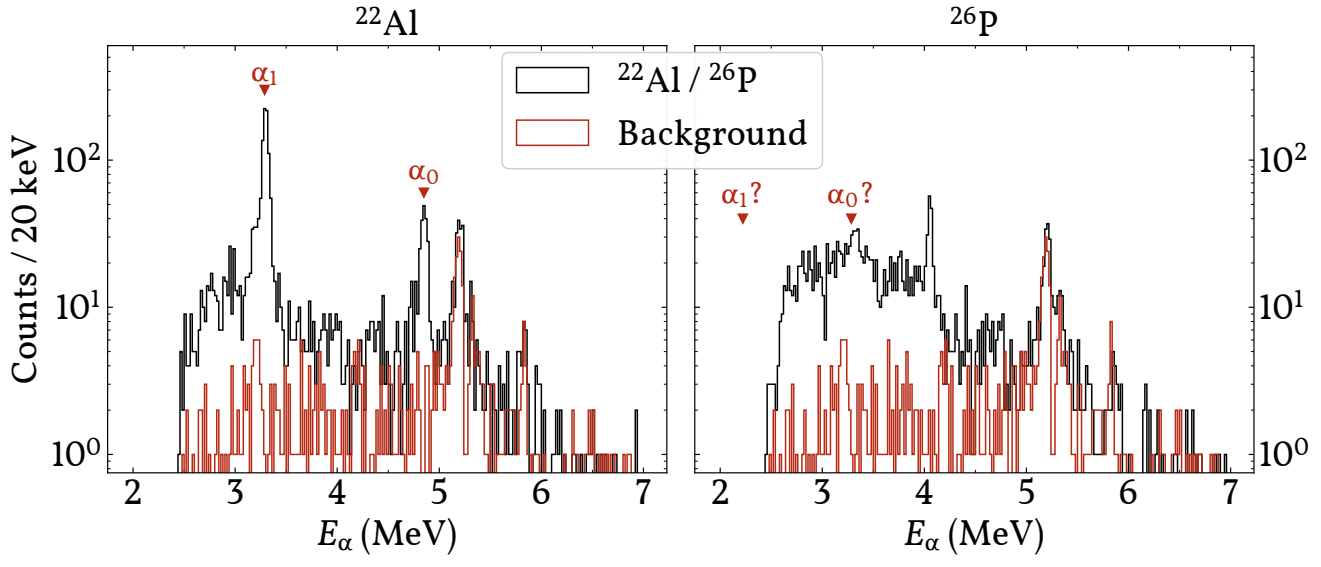 ²²Al
²⁶P
²²Al / ²⁶P
Background
α₁
α₀
α₁?
α₀?
Counts / 20 keV
10²
10¹
10⁰
10²
10¹
10⁰
2 3 4 5 6 7
2 3 4 5 6 7
E_α (MeV)
E_α (MeV)